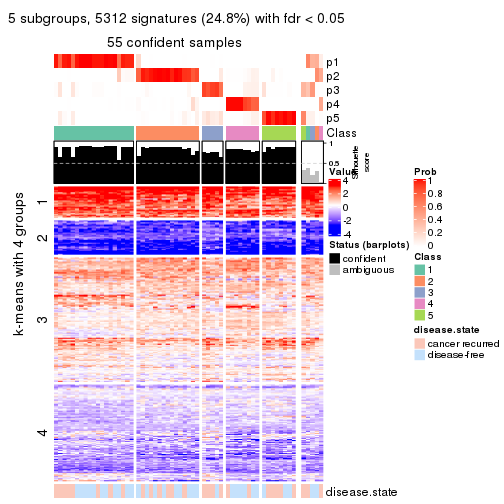 5 subgroups, 5312 signatures (24.8%) with fdr < 0.05
55 confident samples
p1
p2
p3
p4
p5
Class
1
0.5
Silhouette
score
k-means with 4 groups
1
2
3
4
disease.state
Value
4
2
0
-2
-4
Status (barplots)
confident
ambiguous
Prob
1
0.8
0.6
0.4
0.2
0
Class
1
2
3
4
5
disease.state
cancer recurred
disease-free